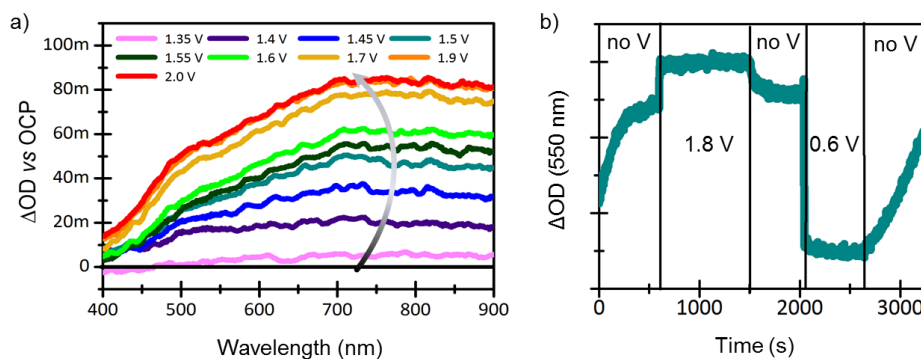 a)
1.35 V 1.4 V 1.45 V 1.5 V
1.55 V 1.6 V 1.7 V 1.9 V
2.0 V
100m
80m
60m
40m
20m
0
ΔOD vs OCP
400 500 600 700 800 900
Wavelength (nm)
b)
no V no V no V
1.8 V 0.6 V
ΔOD (550 nm)
0 1000 2000 3000
Time (s)